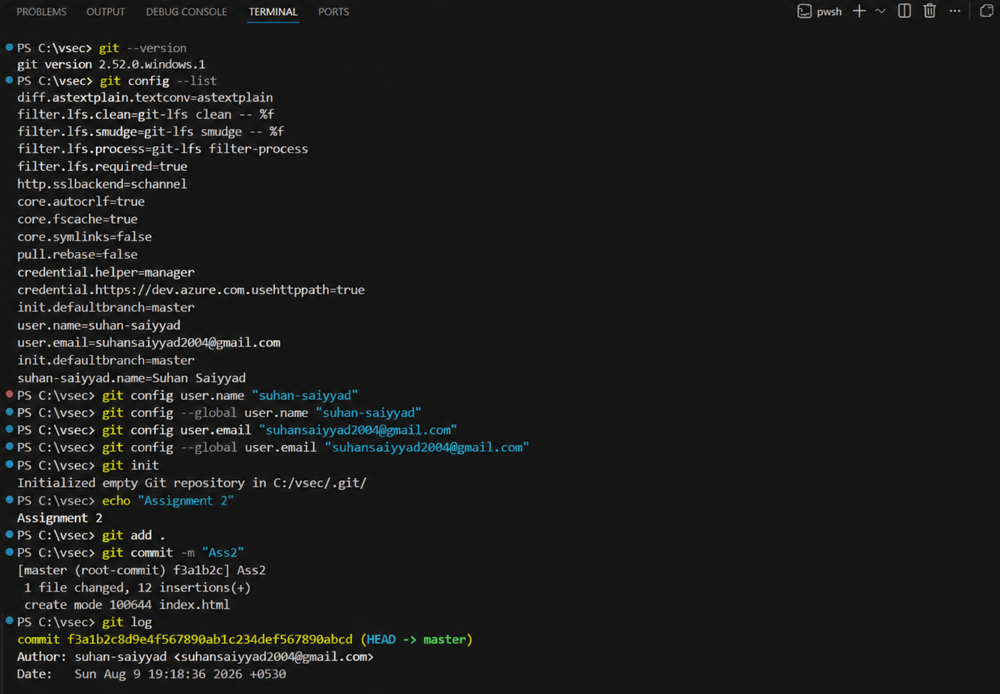 PROBLEMS OUTPUT DEBUG CONSOLE TERMINAL PORTS pwsh
PS C:\vsec> git --version
git version 2.52.0.windows.1
PS C:\vsec> git config --list
diff.astextplain.textconv=astextplain
filter.lfs.clean=git-lfs clean -- %f
filter.lfs.smudge=git-lfs smudge -- %f
filter.lfs.process=git-lfs filter-process
filter.lfs.required=true
http.sslbackend=schannel
core.autocrlf=true
core.fscache=true
core.symlinks=false
pull.rebase=false
credential.helper=manager
credential.https://dev.azure.com.usehttppath=true
init.defaultbranch=master
user.name=suhan-saiyyad
user.email=suhansaiyyad2004@gmail.com
init.defaultbranch=master
suhan-saiyyad.name=Suhan Saiyyad
PS C:\vsec> git config user.name "suhan-saiyyad"
PS C:\vsec> git config --global user.name "suhan-saiyyad"
PS C:\vsec> git config user.email "suhansaiyyad2004@gmail.com"
PS C:\vsec> git config --global user.email "suhansaiyyad2004@gmail.com"
PS C:\vsec> git init
Initialized empty Git repository in C:/vsec/.git/
PS C:\vsec> echo "Assignment 2"
Assignment 2
PS C:\vsec> git add .
PS C:\vsec> git commit -m "Ass2"
[master (root-commit) f3a1b2c] Ass2
 1 file changed, 12 insertions(+)
 create mode 100644 index.html
PS C:\vsec> git log
commit f3a1b2c8d9e4f567890ab1c234def567890abcd (HEAD -> master)
Author: suhan-saiyyad <suhansaiyyad2004@gmail.com>
Date:   Sun Aug 9 19:18:36 2026 +0530